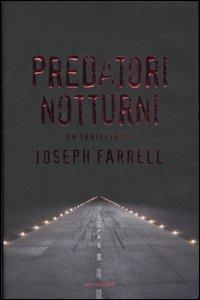 PREDATORI
NOTTURNI
UN THRILLER DI
JOSEPH FARRELL